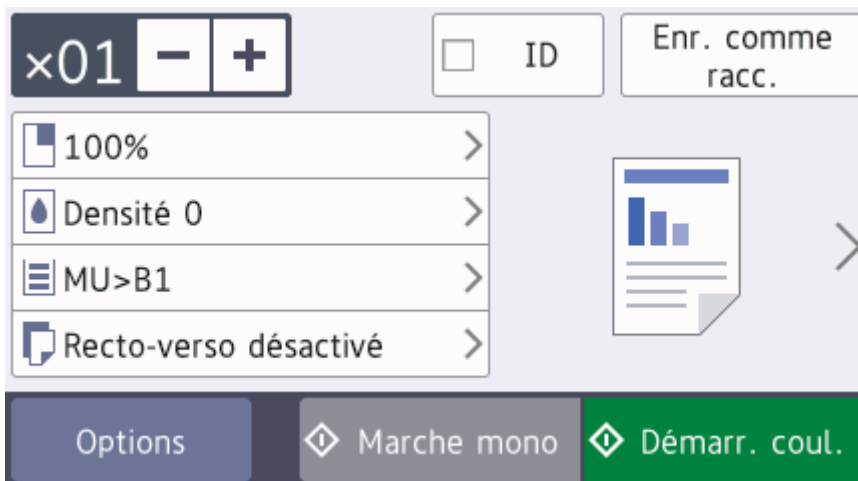 ×01 − +
ID
Enr. comme
racc.
100%
Densité 0
MU>B1
Recto-verso désactivé
Options
Marche mono
Démarr. coul.